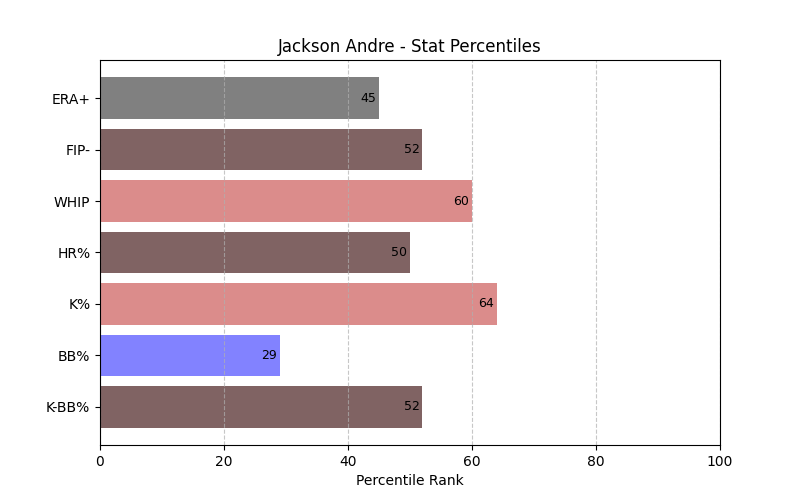 Jackson Andre - Stat Percentiles
ERA+ 45
FIP- 52
WHIP 60
HR% 50
K% 64
BB% 29
K-BB% 52
0 20 40 60 80 100
Percentile Rank